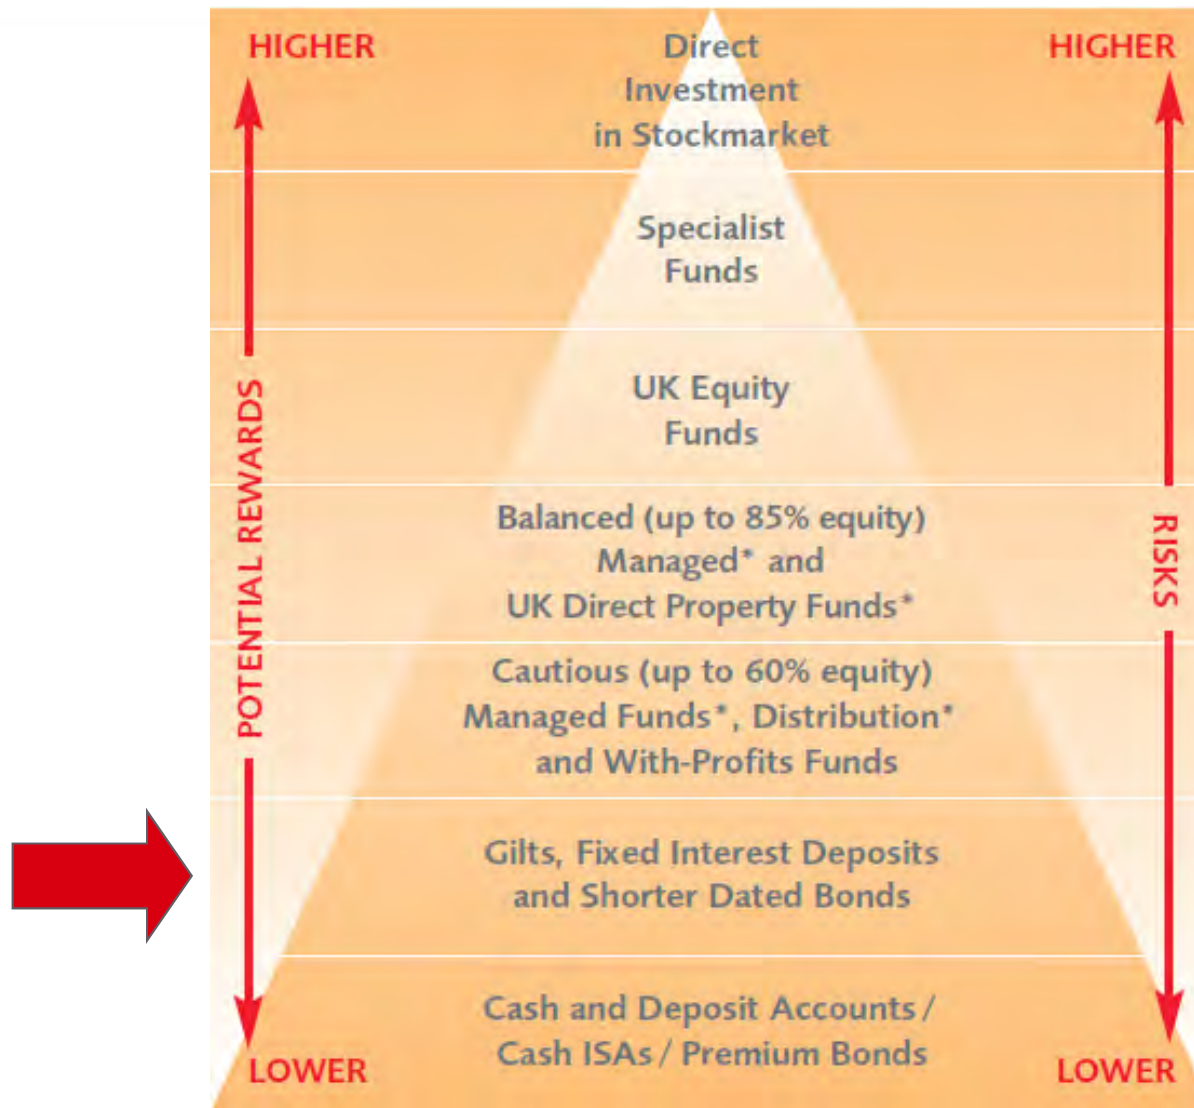 HIGHER
Direct
HIGHER
Investment
in Stockmarket
Specialist
Funds
UK Equity
Funds
POTENTIAL REWARDS
Balanced (up to 85% equity)
Managed* and
UK Direct Property Funds*
RISKS
Cautious (up to 60% equity)
Managed Funds*, Distribution*
and With-Profits Funds
Gilts, Fixed Interest Deposits
and Shorter Dated Bonds
Cash and Deposit Accounts /
Cash ISAs / Premium Bonds
LOWER
LOWER